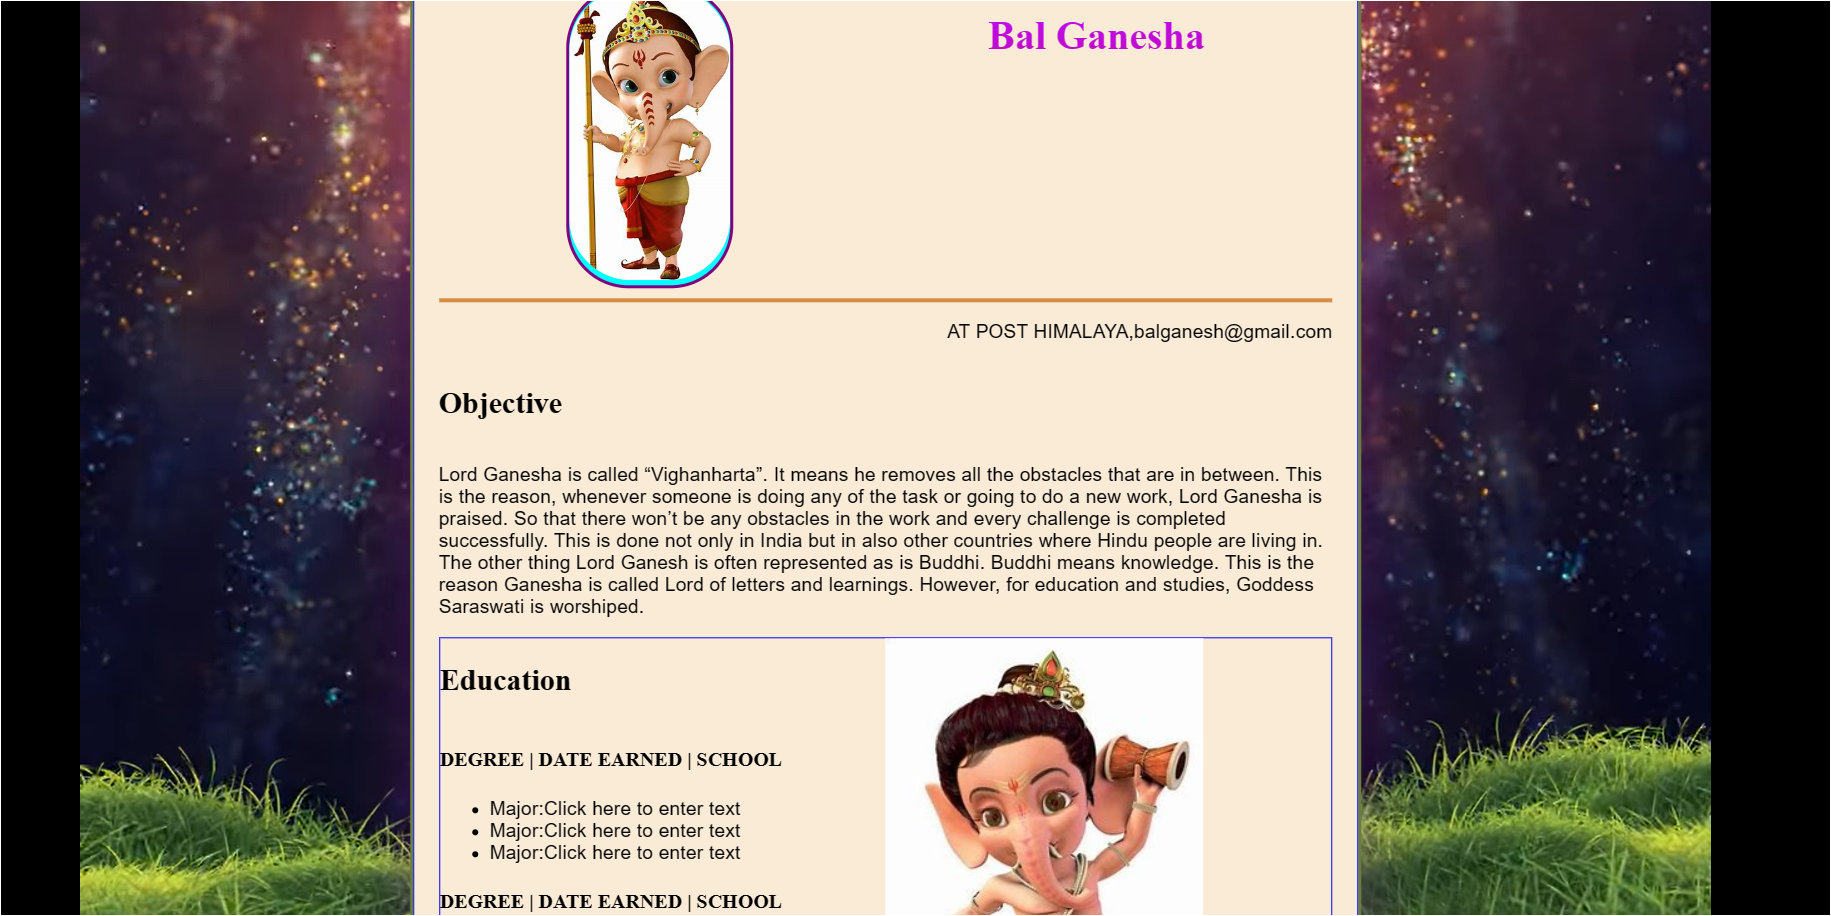 Bal Ganesha
AT POST HIMALAYA,balganesh@gmail.com
Objective
Lord Ganesha is called “Vighanharta”. It means he removes all the obstacles that are in between. This
is the reason, whenever someone is doing any of the task or going to do a new work, Lord Ganesha is
praised. So that there won’t be any obstacles in the work and every challenge is completed
successfully. This is done not only in India but in also other countries where Hindu people are living in.
The other thing Lord Ganesh is often represented as is Buddhi. Buddhi means knowledge. This is the
reason Ganesha is called Lord of letters and learnings. However, for education and studies, Goddess
Saraswati is worshiped.
Education
DEGREE | DATE EARNED | SCHOOL
• Major:Click here to enter text
• Major:Click here to enter text
• Major:Click here to enter text
DEGREE | DATE EARNED | SCHOOL